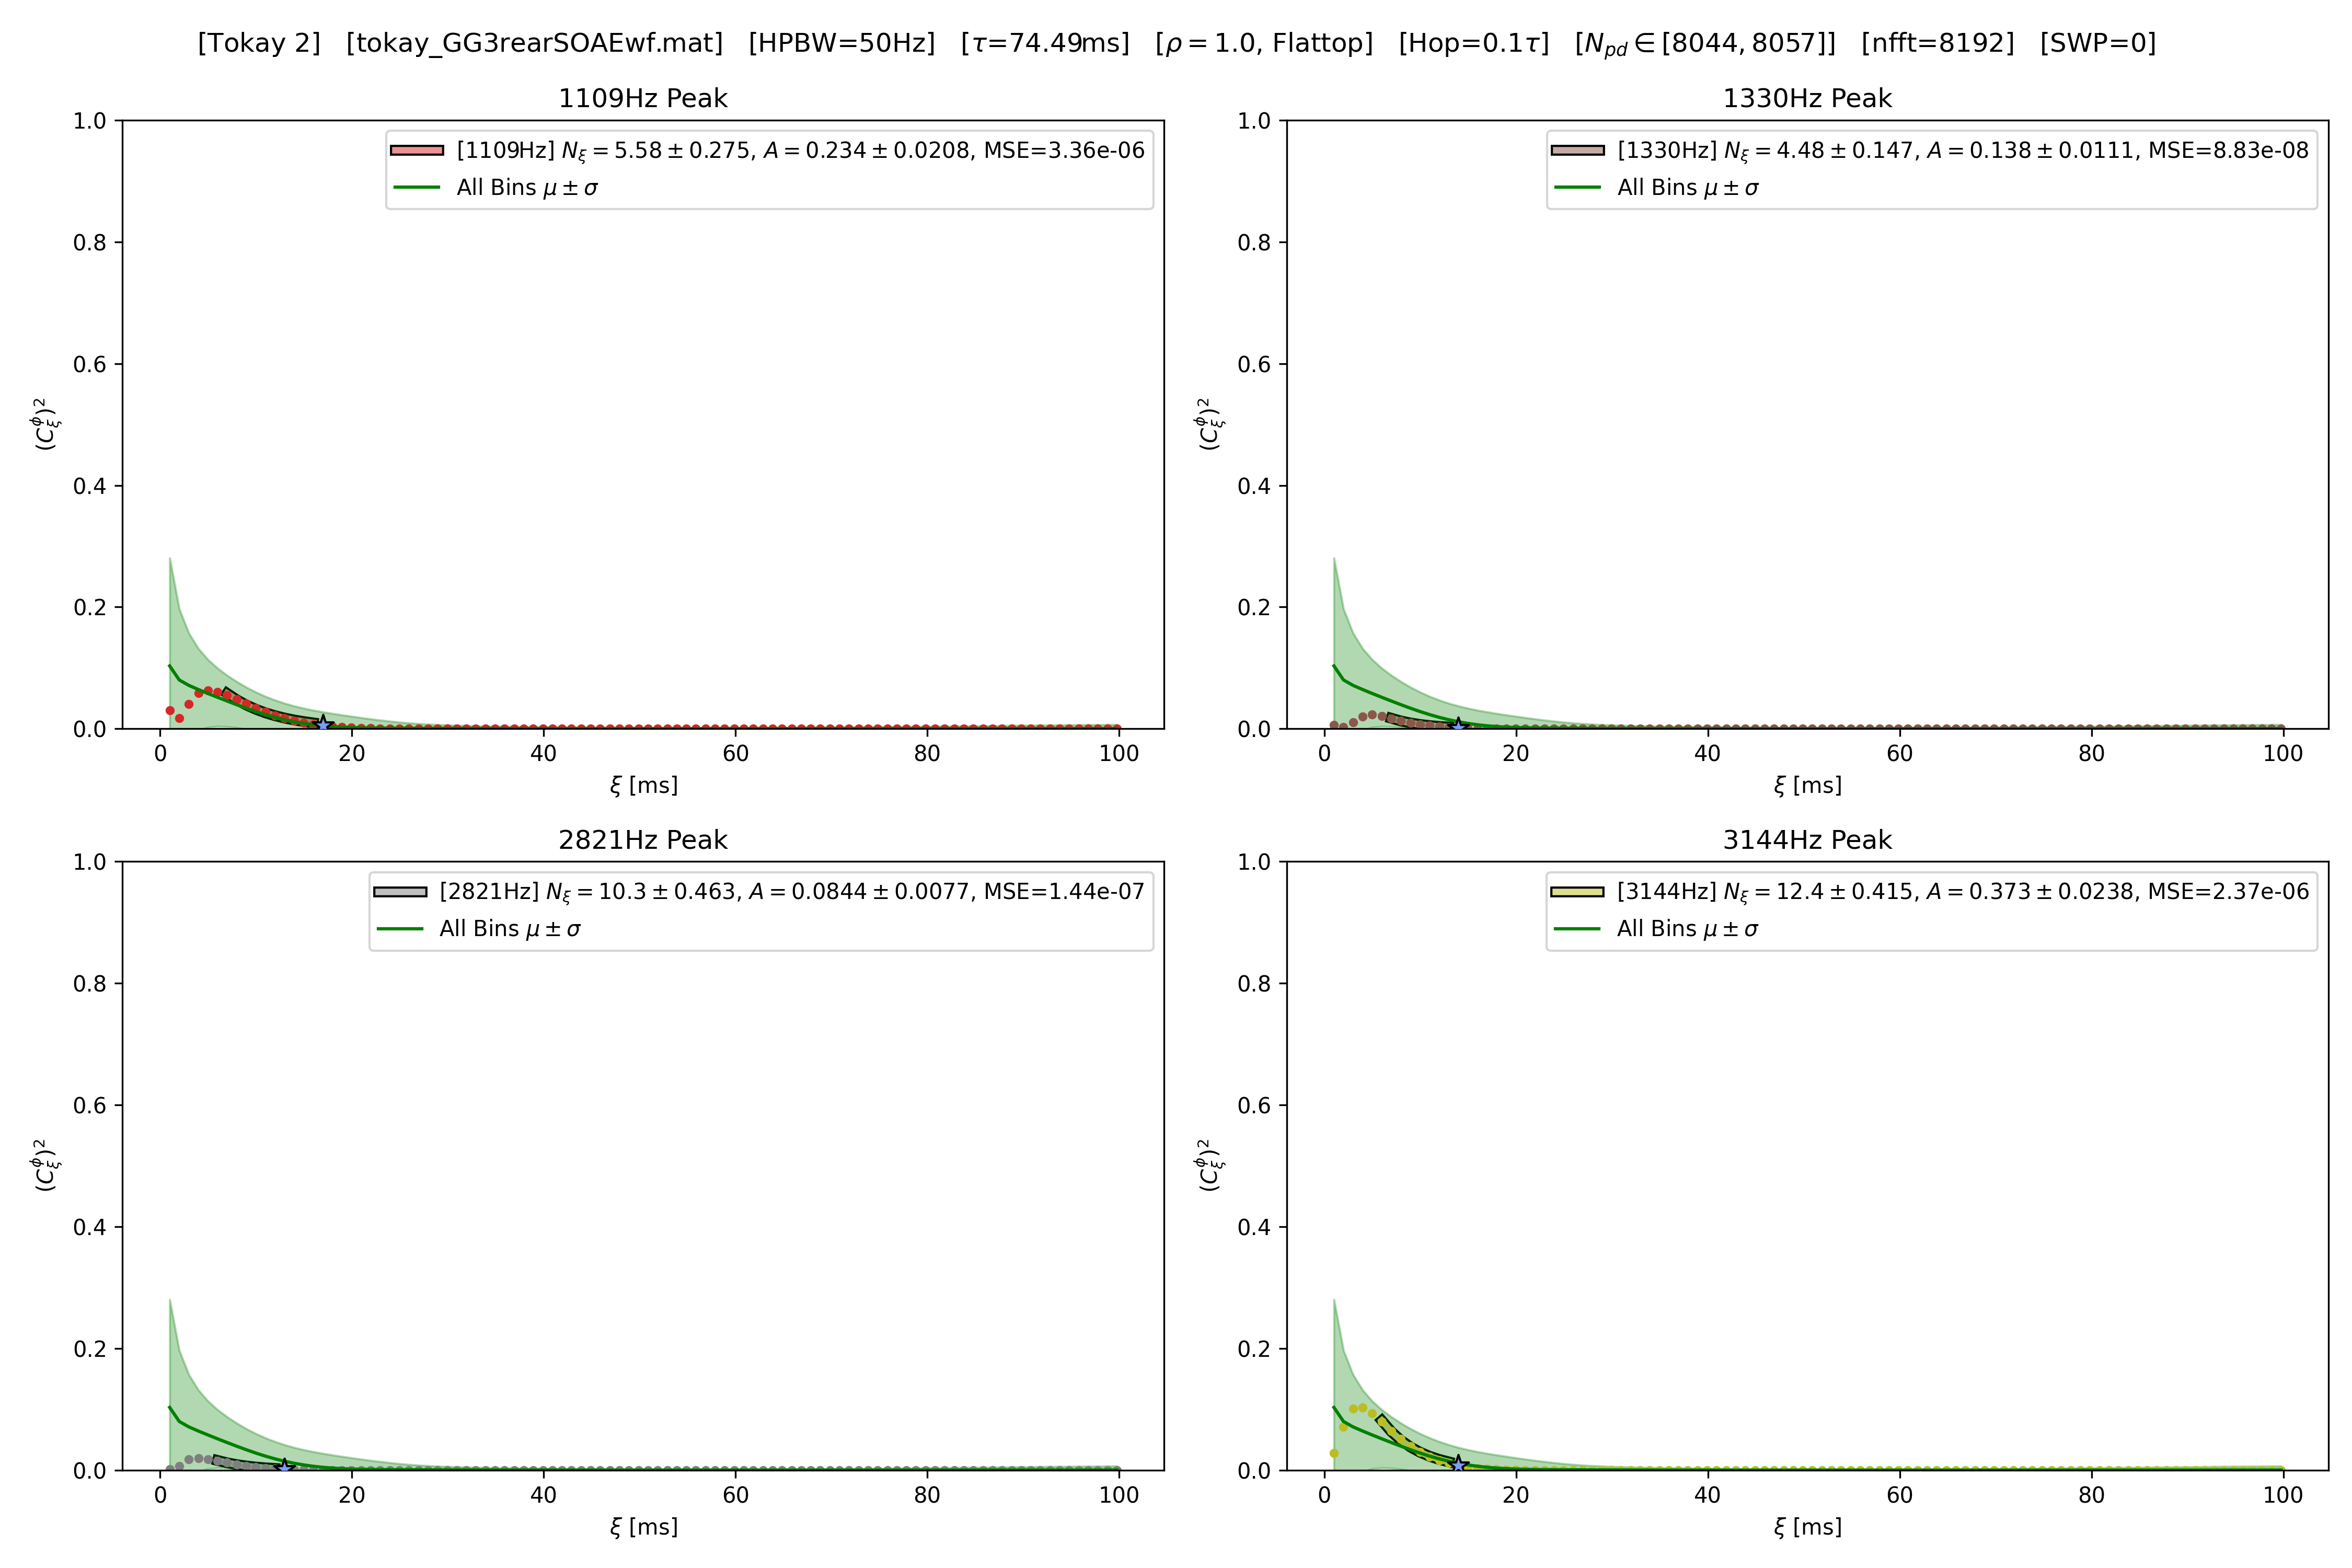 [Tokay 2] [tokay_GG3rearSOAEwf.mat] [HPBW=50Hz] [τ=74.49ms] [ρ = 1.0, Flattop] [Hop=0.1τ] [N_pd ∈ [8044, 8057]] [nfft=8192] [SWP=0]
1109Hz Peak
[1109Hz] N_ξ = 5.58 ± 0.275, A = 0.234 ± 0.0208, MSE=3.36e-06
All Bins μ ± σ
1.0
0.8
0.6
0.4
0.2
0.0
(C_ξ^ϕ)²
0 20 40 60 80 100
ξ [ms]
1330Hz Peak
[1330Hz] N_ξ = 4.48 ± 0.147, A = 0.138 ± 0.0111, MSE=8.83e-08
All Bins μ ± σ
1.0
0.8
0.6
0.4
0.2
0.0
(C_ξ^ϕ)²
0 20 40 60 80 100
ξ [ms]
2821Hz Peak
[2821Hz] N_ξ = 10.3 ± 0.463, A = 0.0844 ± 0.0077, MSE=1.44e-07
All Bins μ ± σ
1.0
0.8
0.6
0.4
0.2
0.0
(C_ξ^ϕ)²
0 20 40 60 80 100
ξ [ms]
3144Hz Peak
[3144Hz] N_ξ = 12.4 ± 0.415, A = 0.373 ± 0.0238, MSE=2.37e-06
All Bins μ ± σ
1.0
0.8
0.6
0.4
0.2
0.0
(C_ξ^ϕ)²
0 20 40 60 80 100
ξ [ms]